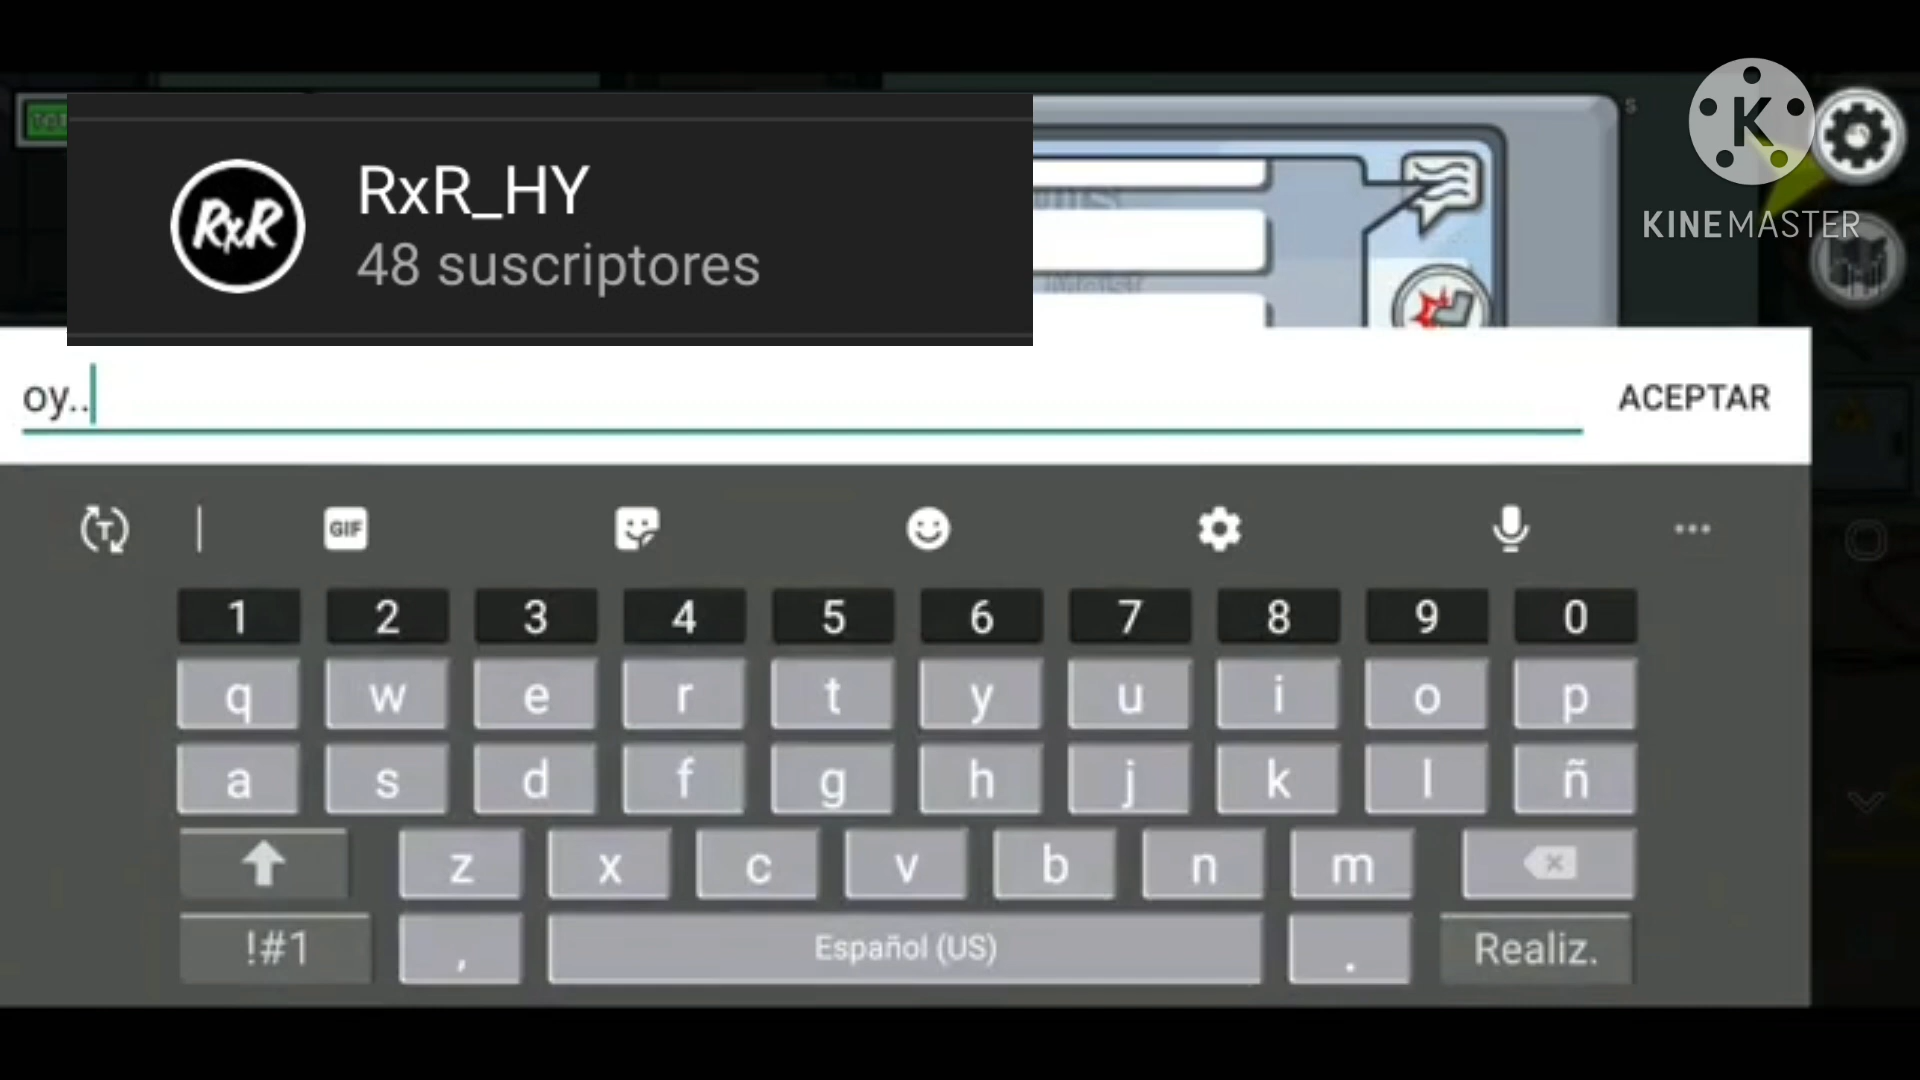 RxR
RxR_HY
48 suscriptores
K
KINEMASTER
oy..
ACEPTAR
T
GIF
...
1 2 3 4 5 6 7 8 9 0
q w e r t y u i o p
a s d f g h j k l ñ
z x c v b n m
!#1 , Español (US) . Realiz.